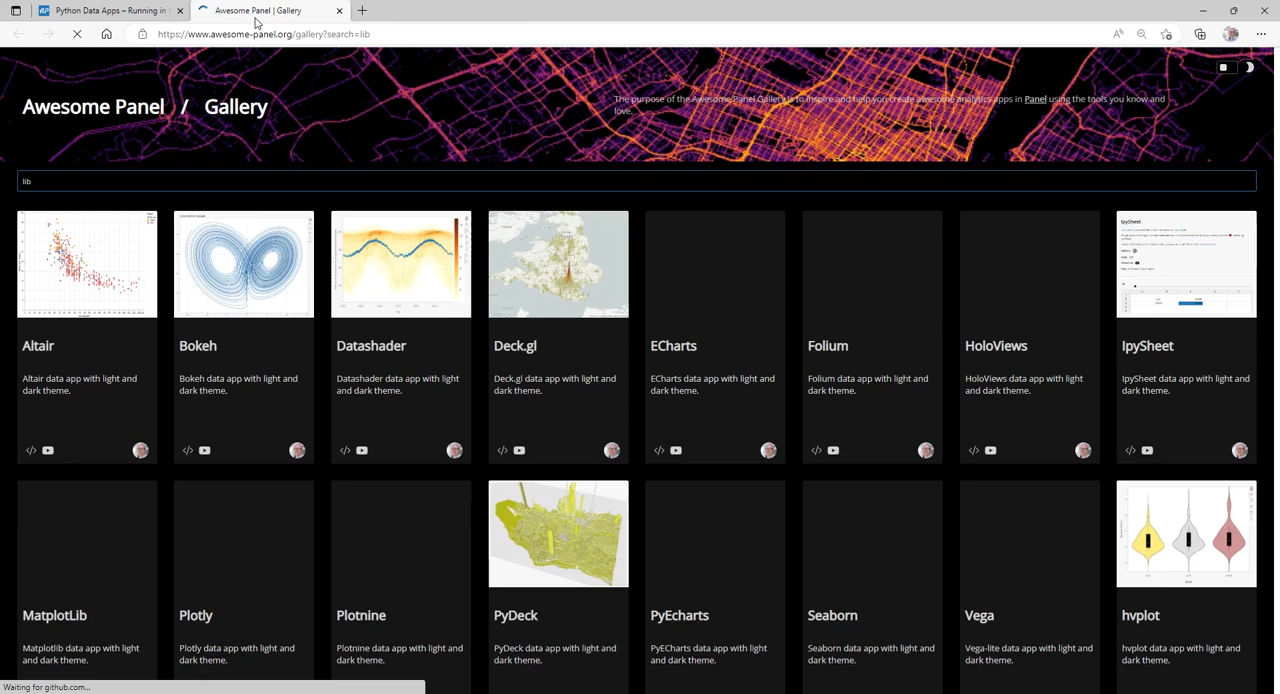 Python Data Apps – Running in
Awesome Panel | Gallery
https://www.awesome-panel.org/gallery?search=lib
Awesome Panel / Gallery
The purpose of the Awesome Panel Gallery is to inspire and help you create awesome analytics apps in Panel using the tools you know and
love.
lib
Altair
Altair data app with light and
dark theme.
Bokeh
Bokeh data app with light and
dark theme.
Datashader
Datashader data app with light
and dark theme.
Deck.gl
Deck.gl data app with light and
dark theme.
ECharts
ECharts data app with light and
dark theme.
Folium
Folium data app with light and
dark theme.
HoloViews
HoloViews data app with light
and dark theme.
IpySheet
IpySheet
IpySheet data app with light and
dark theme.
MatplotLib
Matplotlib data app with light
and dark theme.
Plotly
Plotly data app with light and
dark theme.
Plotnine
Plotnine data app with light
and dark theme.
PyDeck
PyDeck data app with light and
dark theme.
PyEcharts
PyECharts data app with light
and dark theme.
Seaborn
Seaborn data app with light and
dark theme.
Vega
Vega-lite data app with light and
dark theme.
hvplot
hvplot data app with light and
dark theme.
Waiting for github.com...